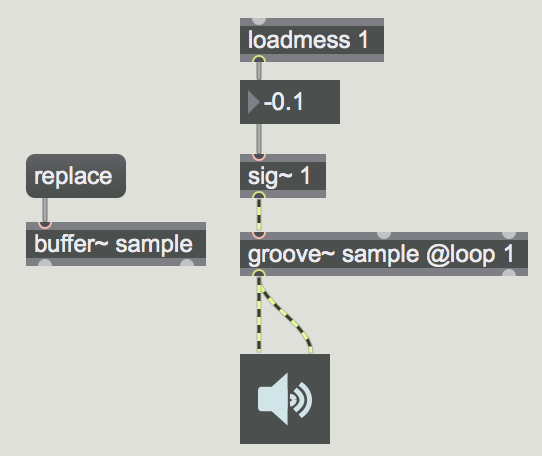 loadmess 1
-0.1
replace
sig~ 1
buffer~ sample
groove~ sample @loop 1